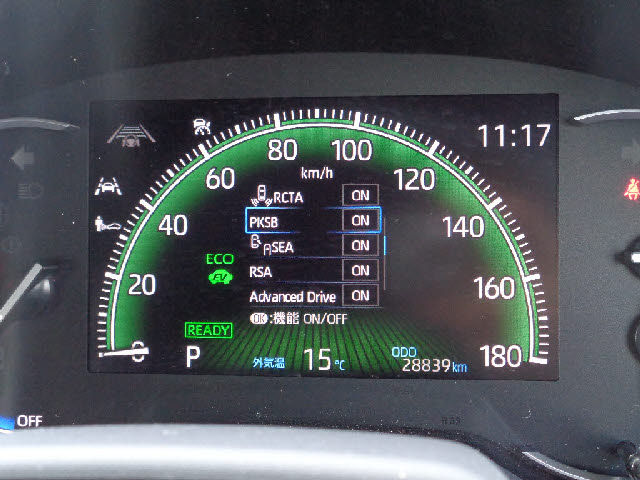 11:17
80
100
km/h
60
120
RCTA ON
PKSB ON
40
140
SEA ON
ECO
EV
RSA ON
20
160
Advanced Drive ON
OK:機能 ON/OFF
READY
0
P
外気温 15℃
ODO
28839km
180
OFF